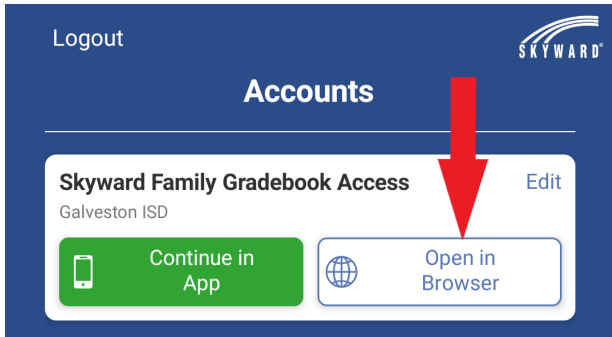 Logout
SKYWARD®
Accounts
Skyward Family Gradebook Access
Edit
Galveston ISD
Continue in
App
Open in
Browser